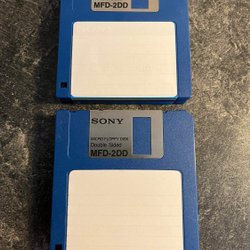 MFD-2DD
SONY
MICRO FLOPPY DISK
Double Sided
MFD-2DD